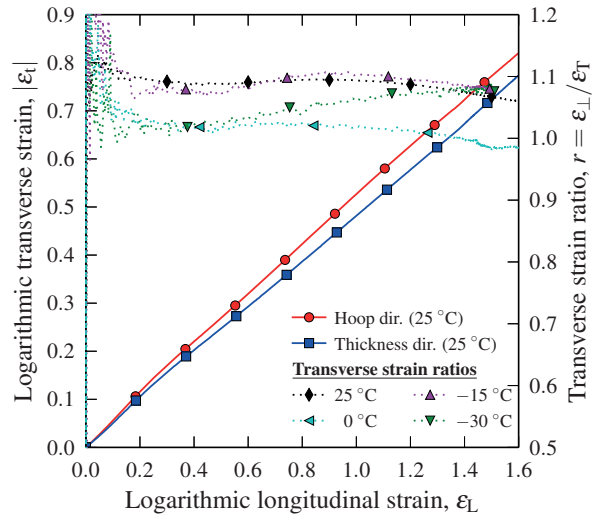 0.9
0.8
0.7
0.6
0.5
0.4
0.3
0.2
0.1
0.0
Logarithmic transverse strain, |εt|
1.2
1.1
1.0
0.9
0.8
0.7
0.6
0.5
Transverse strain ratio, r = ε⊥/εT
Hoop dir. (25 °C)
Thickness dir. (25 °C)
Transverse strain ratios
25 °C −15 °C
0 °C −30 °C
0.0 0.2 0.4 0.6 0.8 1.0 1.2 1.4 1.6
Logarithmic longitudinal strain, εL